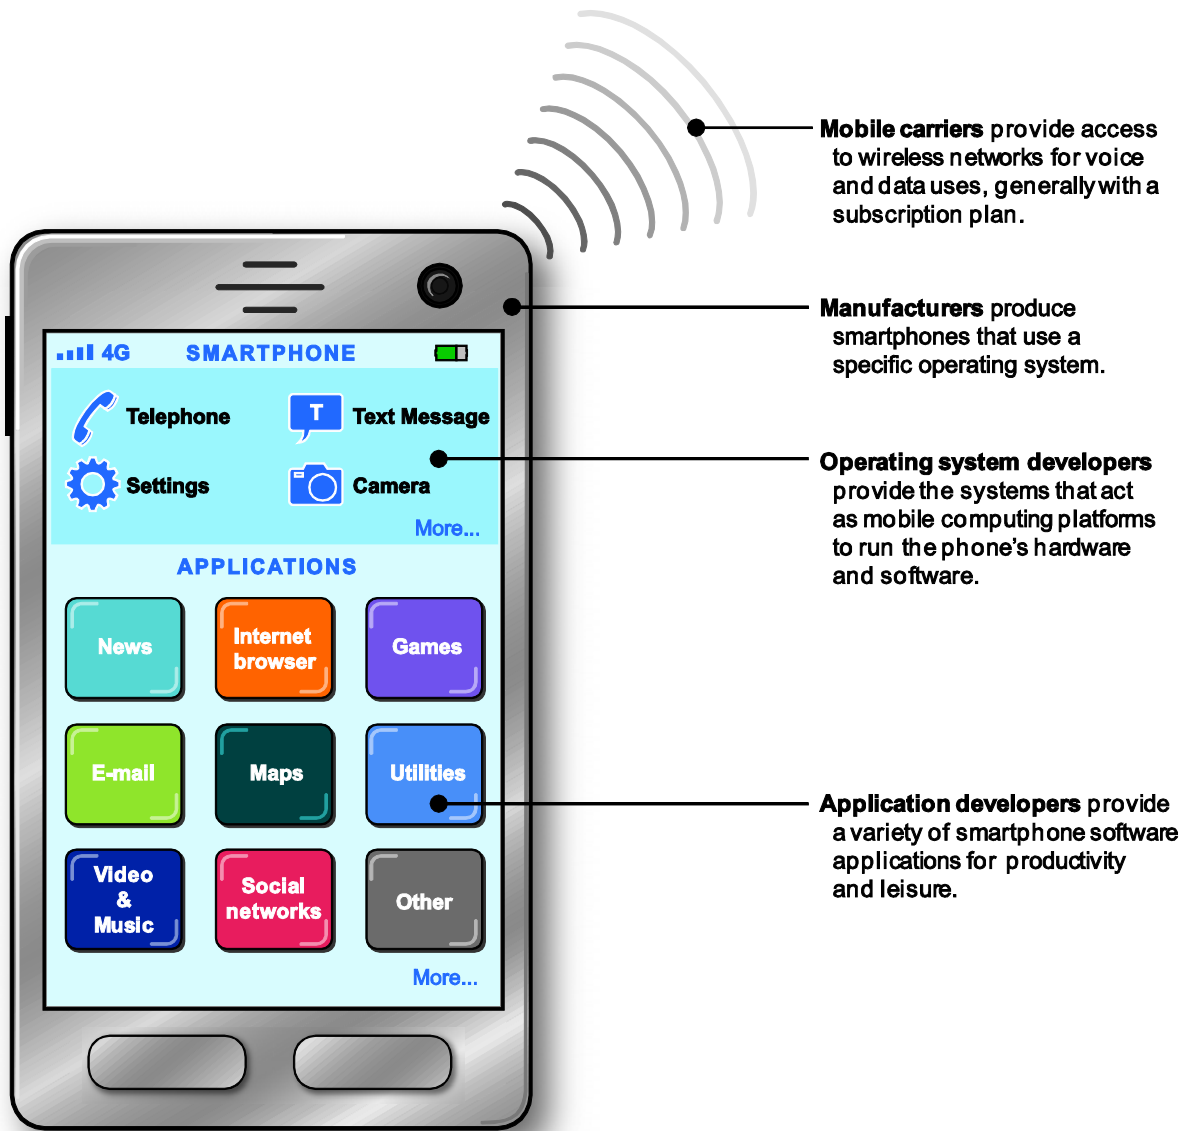 Mobile carriers provide access
to wireless networks for voice
and data uses, generally with a
subscription plan.
Manufacturers produce
smartphones that use a
specific operating system.
4G SMARTPHONE
Telephone
T
Text Message
Settings
Camera
More...
Operating system developers
provide the systems that act
as mobile computing platforms
to run the phone's hardware
and software.
APPLICATIONS
News
Internet
browser
Games
E-mail
Maps
Utilities
Application developers provide
a variety of smartphone software
applications for productivity
and leisure.
Video
&
Music
Social
networks
Other
More...